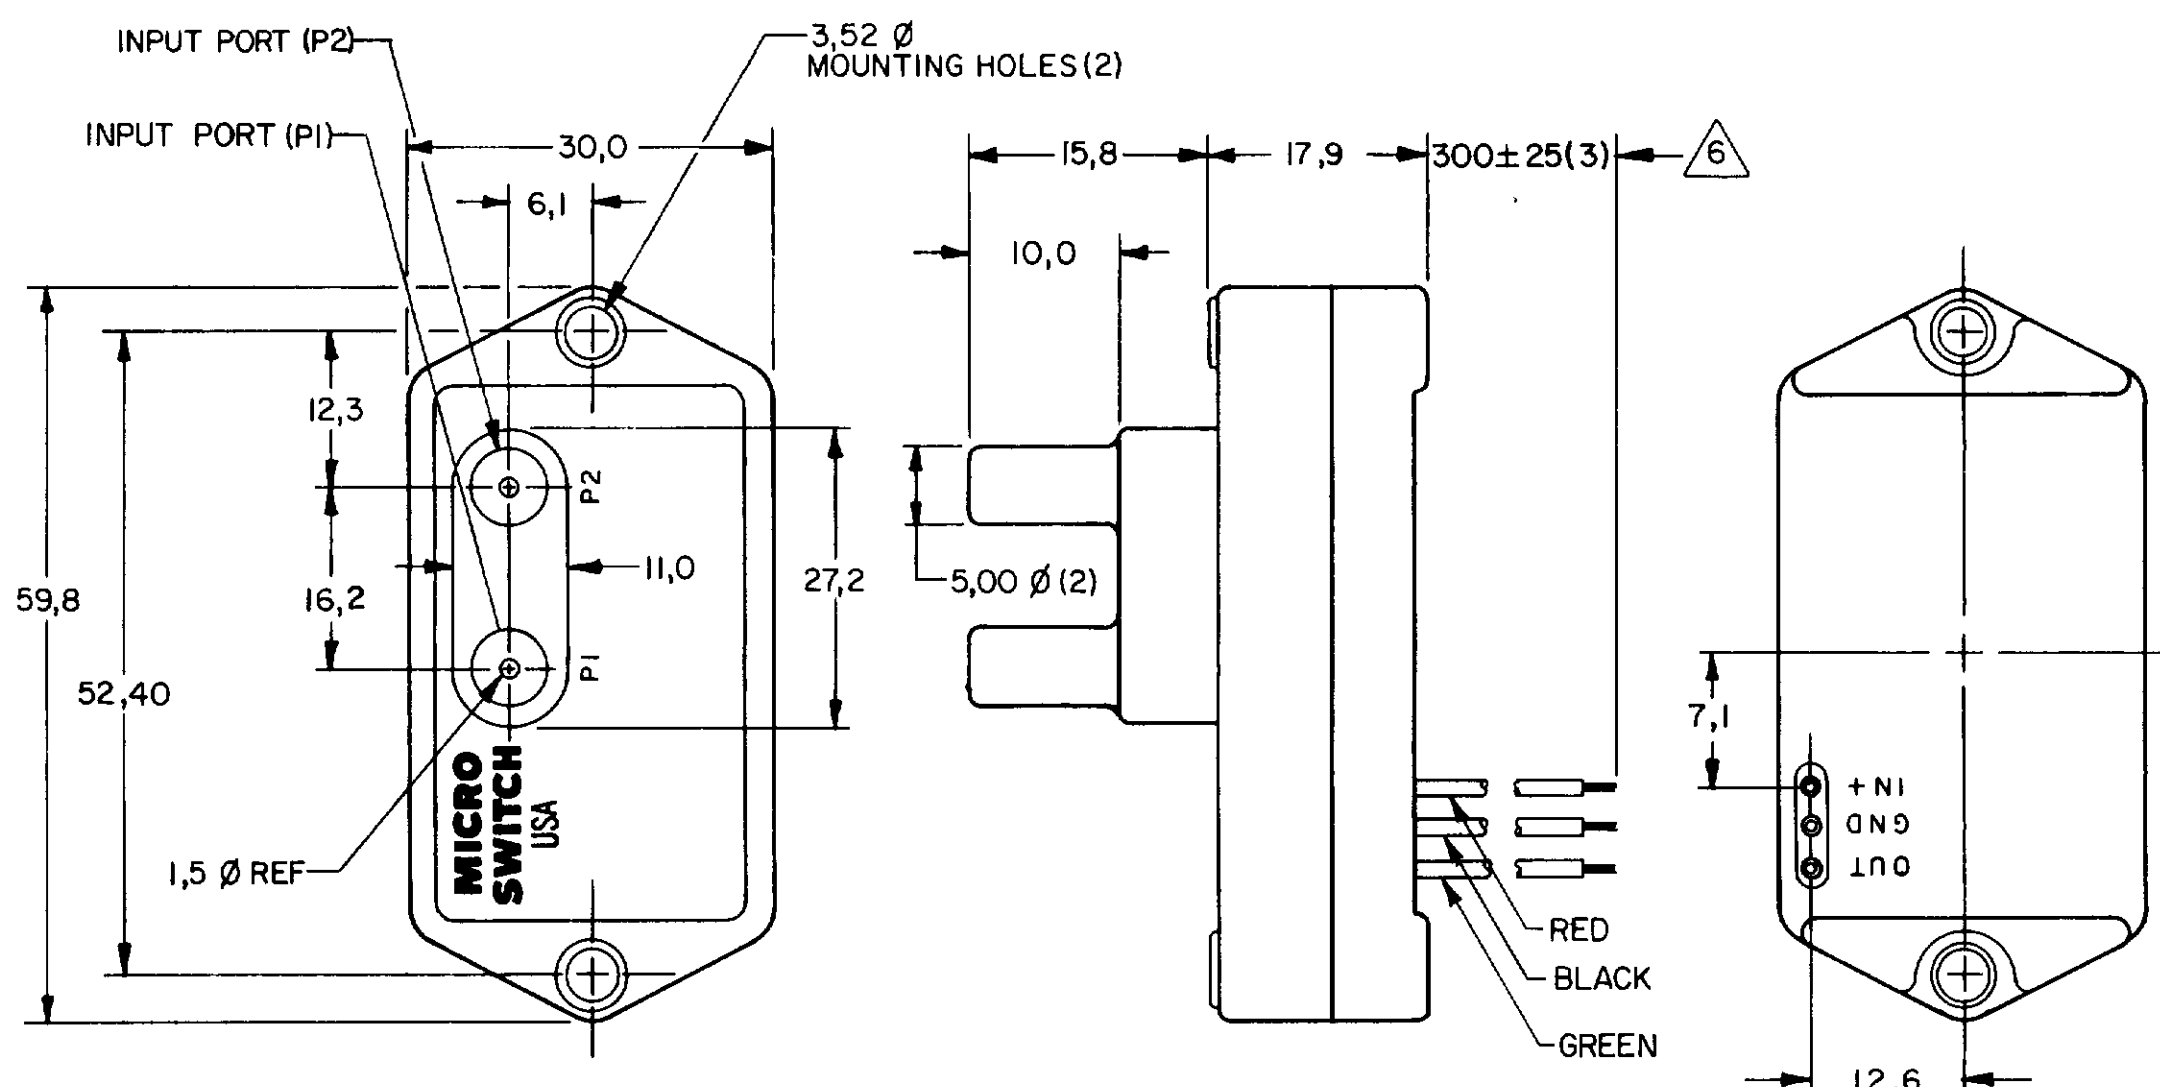 INPUT PORT (P2)
3,52 Ø
MOUNTING HOLES (2)
INPUT PORT (P1)
30,0
6,1
15,8
17,9
300±25(3)
6
10,0
12,3
P2
11,0
16,2
27,2
5,00 Ø (2)
59,8
P1
52,40
7,1
MICRO
SWITCH
USA
1,5 Ø REF
IN +
GND
OUT
RED
BLACK
GREEN
12,6